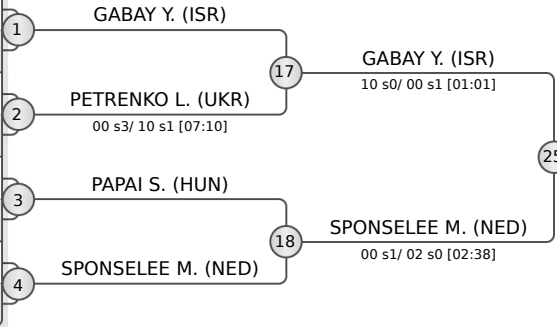 GABAY Y. (ISR)
1
17
GABAY Y. (ISR)
10 s0/ 00 s1 [01:01]
PETRENKO L. (UKR)
2
00 s3/ 10 s1 [07:10]
25
PAPAI S. (HUN)
3
18
SPONSELEE M. (NED)
00 s1/ 02 s0 [02:38]
SPONSELEE M. (NED)
4